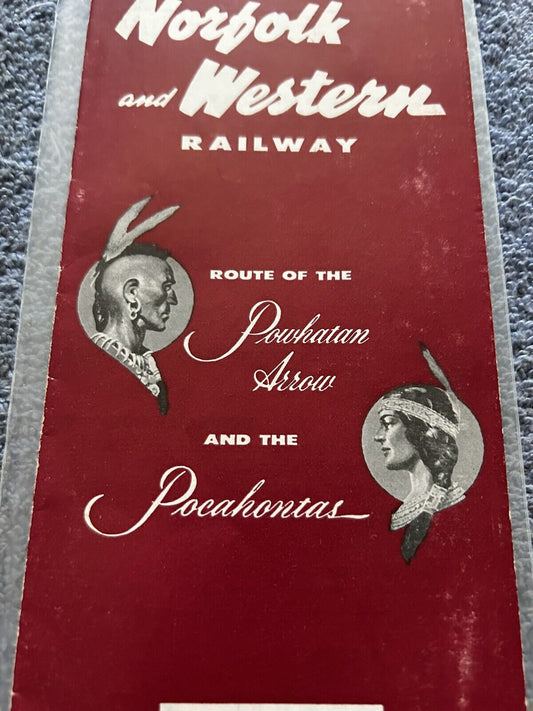 Norfolk
and Western
RAILWAY
ROUTE OF THE
Powhatan
Arrow
AND THE
Pocahontas